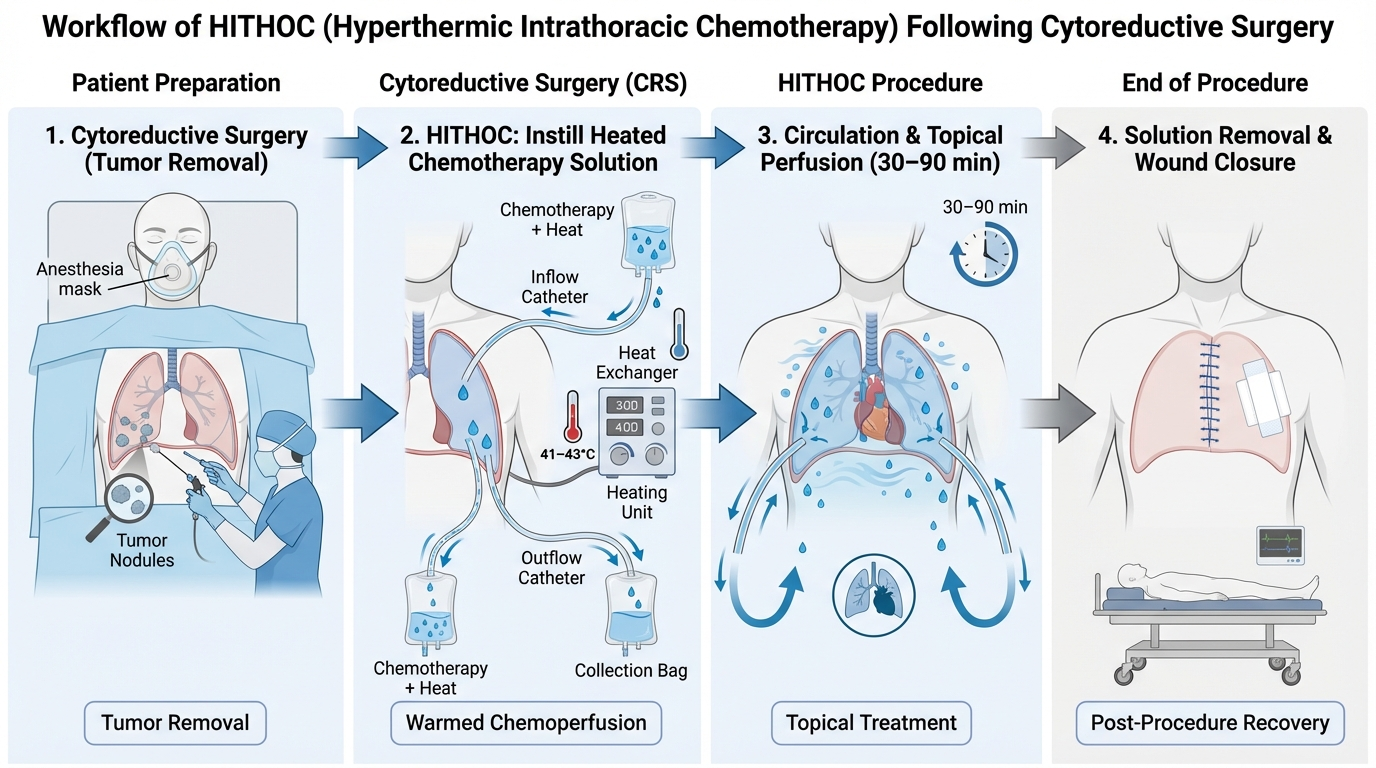 Workflow of HITHOC (Hyperthermic Intrathoracic Chemotherapy) Following Cytoreductive Surgery
Patient Preparation
Cytoreductive Surgery (CRS)
HITHOC Procedure
End of Procedure
1. Cytoreductive Surgery
(Tumor Removal)
Anesthesia
mask
Tumor
Nodules
Tumor Removal
2. HITHOC: Instill Heated
Chemotherapy Solution
Chemotherapy
+ Heat
Inflow
Catheter
Heat
Exchanger
300
400
41–43°C
Heating
Unit
Outflow
Catheter
Chemotherapy
+ Heat
Collection Bag
Warmed Chemoperfusion
3. Circulation & Topical
Perfusion (30–90 min)
30–90 min
Topical Treatment
4. Solution Removal &
Wound Closure
Post-Procedure Recovery